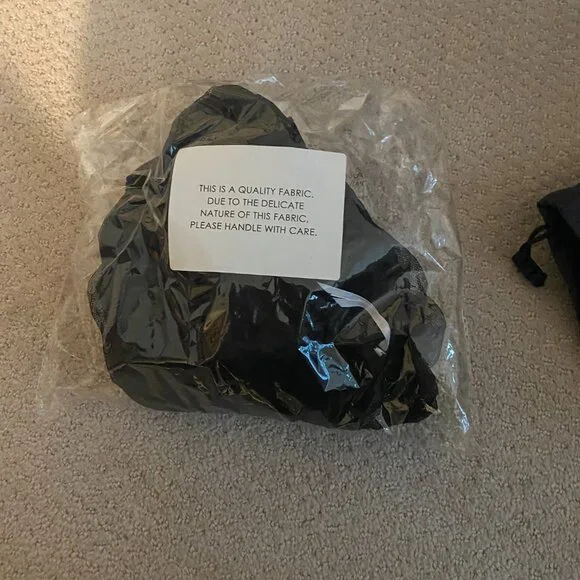 THIS IS A QUALITY FABRIC.
DUE TO THE DELICATE
NATURE OF THIS FABRIC,
PLEASE HANDLE WITH CARE.